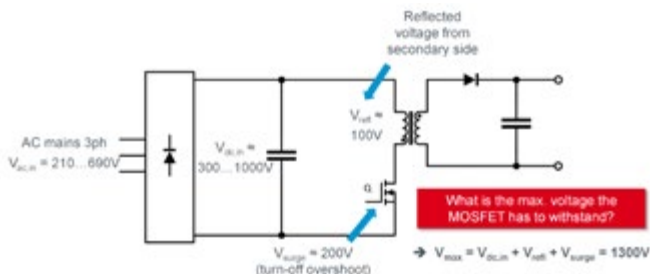 Reflected
voltage from
secondary side
AC mains 3ph
V_ac,in = 210…690V
V_dc,in ≈
300…1000V
V_refl ≈
100V
Q
V_surge ≈ 200V
(turn-off overshoot)
What is the max. voltage the
MOSFET has to withstand?
→ V_max = V_dc,in + V_refl + V_surge = 1300V